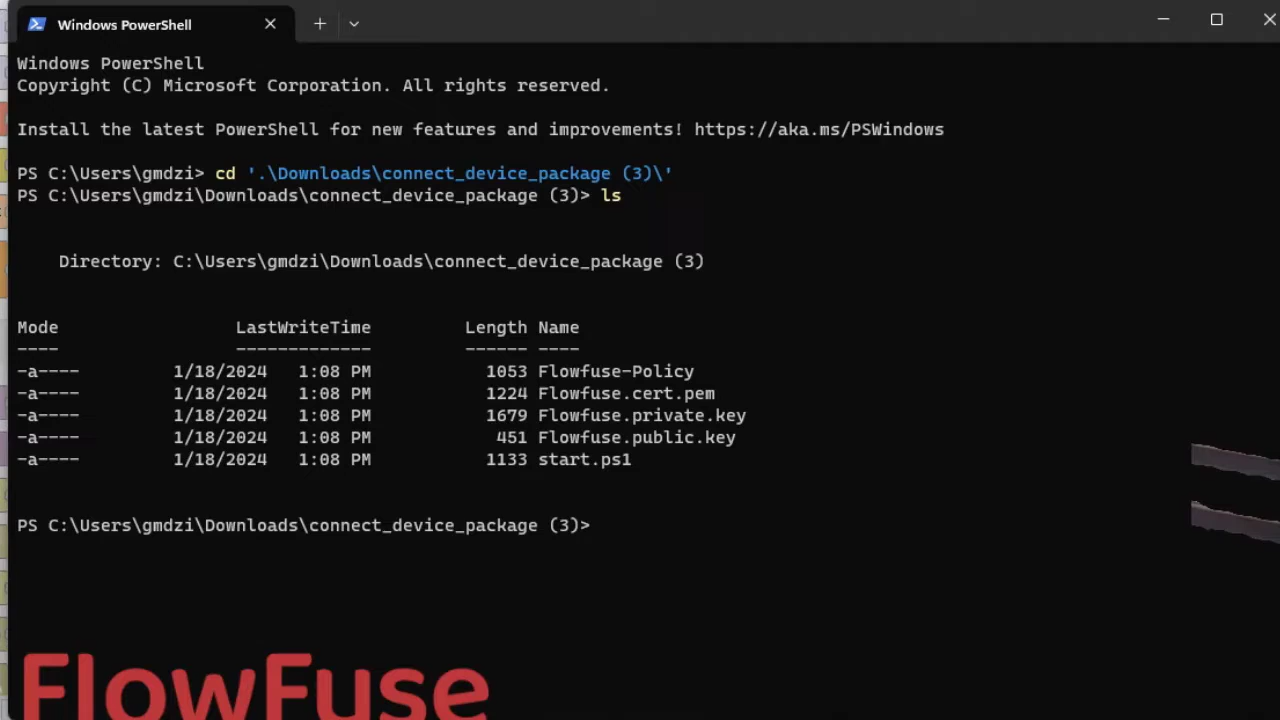 Windows PowerShell
Windows PowerShell
Copyright (C) Microsoft Corporation. All rights reserved.
Install the latest PowerShell for new features and improvements! https://aka.ms/PSWindows
PS C:\Users\gmdzi> cd '.\Downloads\connect_device_package (3)\'
PS C:\Users\gmdzi\Downloads\connect_device_package (3)> ls
Directory: C:\Users\gmdzi\Downloads\connect_device_package (3)
Mode LastWriteTime Length Name
---- ------------- ------ ----
-a---- 1/18/2024 1:08 PM 1053 Flowfuse-Policy
-a---- 1/18/2024 1:08 PM 1224 Flowfuse.cert.pem
-a---- 1/18/2024 1:08 PM 1679 Flowfuse.private.key
-a---- 1/18/2024 1:08 PM 451 Flowfuse.public.key
-a---- 1/18/2024 1:08 PM 1133 start.ps1
PS C:\Users\gmdzi\Downloads\connect_device_package (3)>
FlowFuse